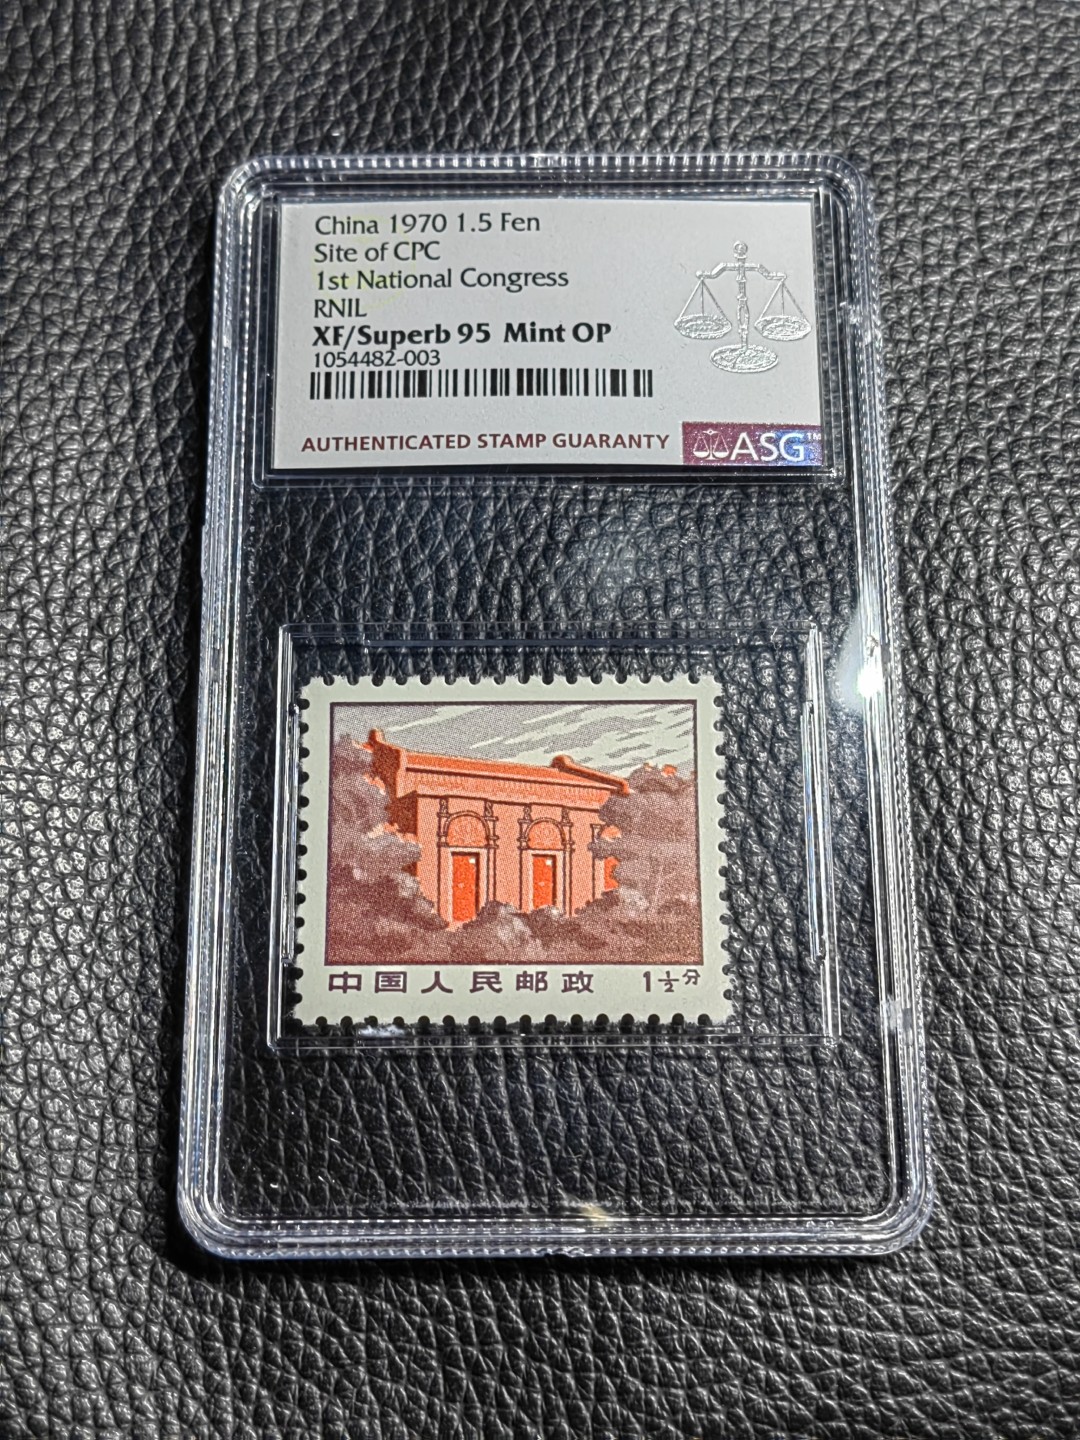 China 1970 1.5 Fen
Site of CPC
1st National Congress
RNIL
XF/Superb 95 Mint OP
1054482-003
AUTHENTICATED STAMP GUARANTY ASG™
中国人民邮政 1½分